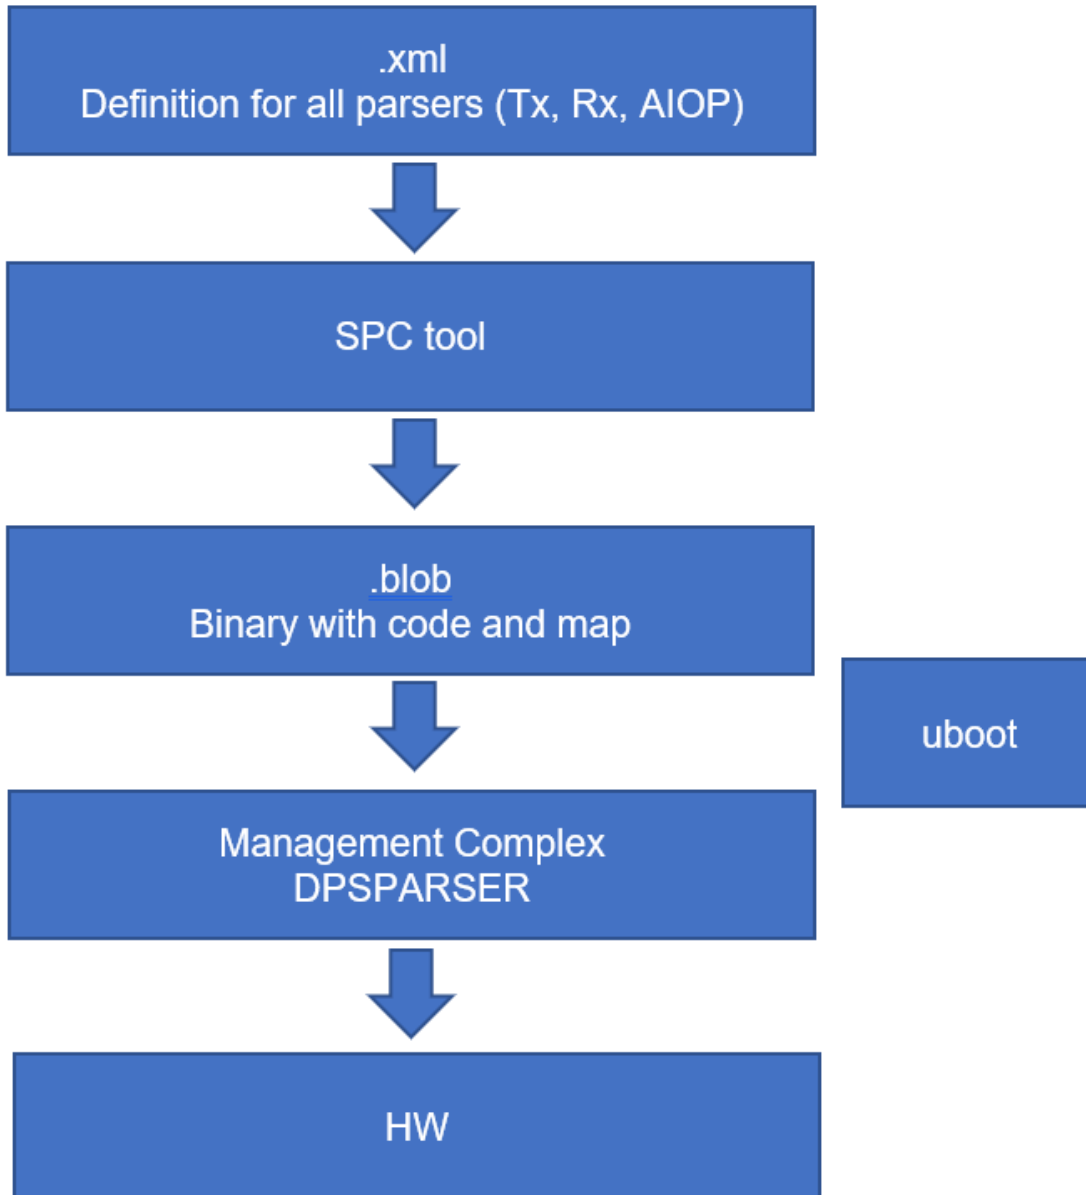 .xml
Definition for all parsers (Tx, Rx, AIOP)
SPC tool
.blob
Binary with code and map
uboot
Management Complex
DPSPARSER
HW